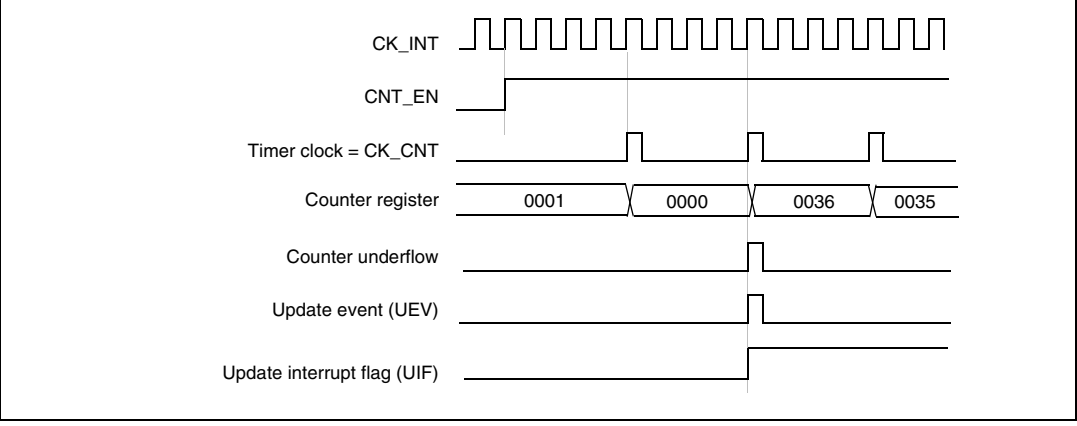 CK_INT
CNT_EN
Timer clock = CK_CNT
Counter register 0001 0000 0036 0035
Counter underflow
Update event (UEV)
Update interrupt flag (UIF)